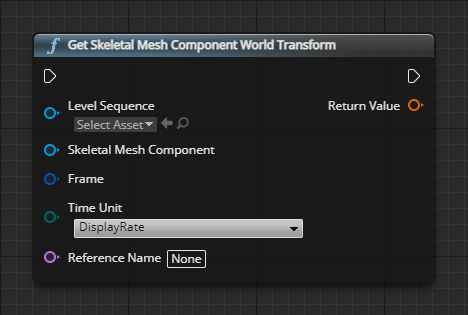 Get Skeletal Mesh Component World Transform
Level Sequence
Return Value
Select Asset
Skeletal Mesh Component
Frame
Time Unit
DisplayRate
Reference Name None